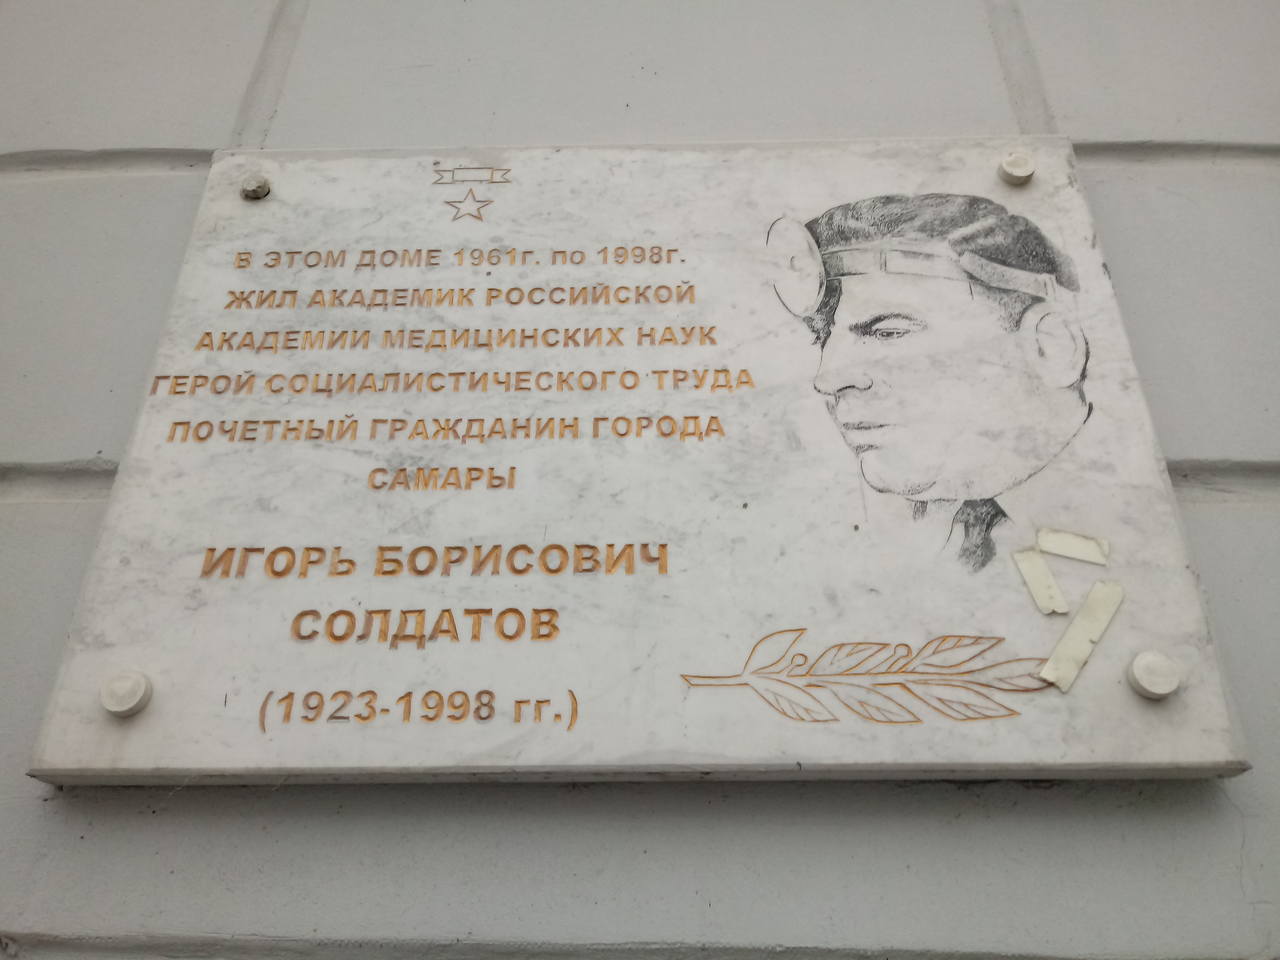 В ЭТОМ ДОМЕ 1961г. по 1998г.
ЖИЛ АКАДЕМИК РОССИЙСКОЙ
АКАДЕМИИ МЕДИЦИНСКИХ НАУК
ГЕРОЙ СОЦИАЛИСТИЧЕСКОГО ТРУДА
ПОЧЕТНЫЙ ГРАЖДАНИН ГОРОДА
САМАРЫ
ИГОРЬ БОРИСОВИЧ
СОЛДАТОВ
(1923-1998 гг.)